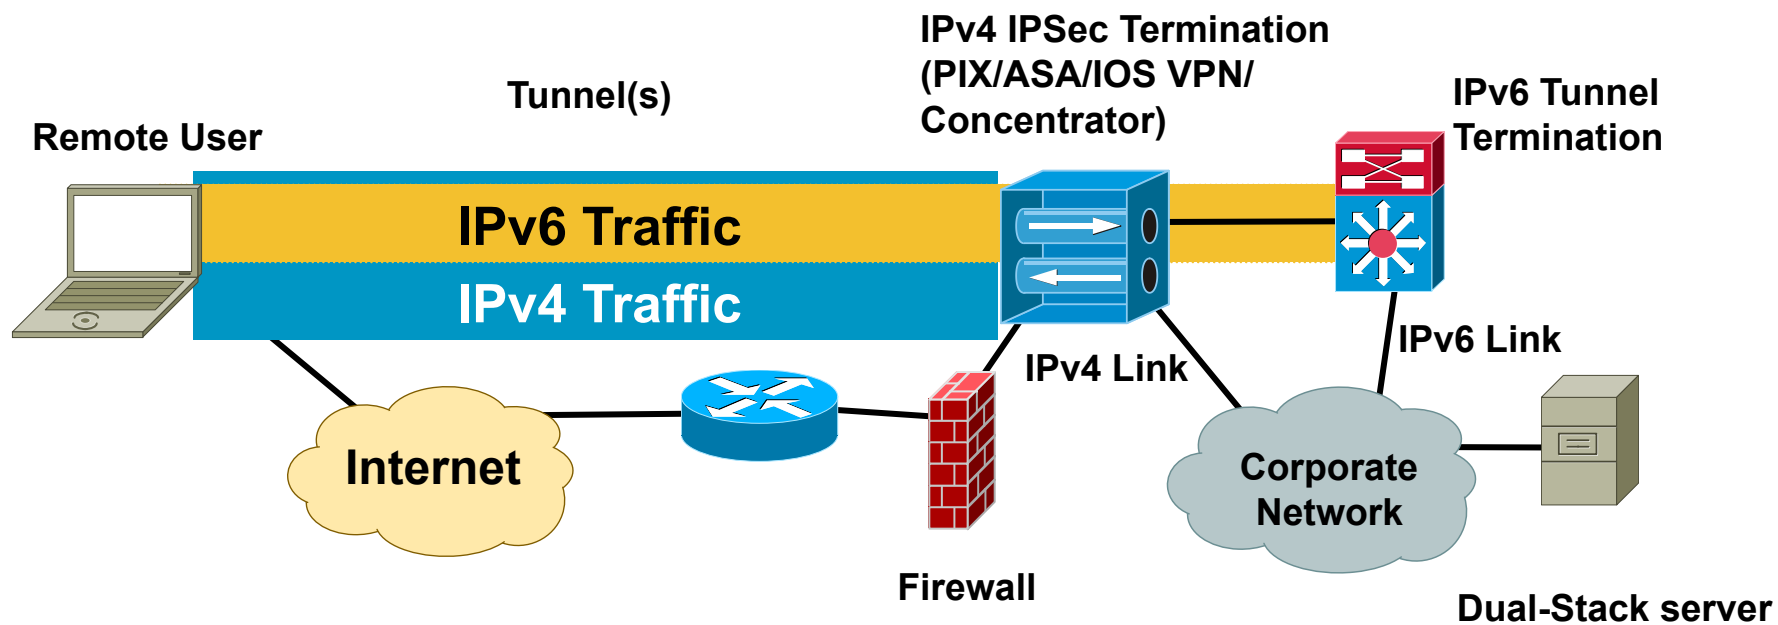 IPv4 IPSec Termination
(PIX/ASA/IOS VPN/
Concentrator)
Tunnel(s)
IPv6 Tunnel
Termination
Remote User
IPv6 Traffic
IPv4 Traffic
IPv4 Link
IPv6 Link
Internet
Corporate
Network
Firewall
Dual-Stack server